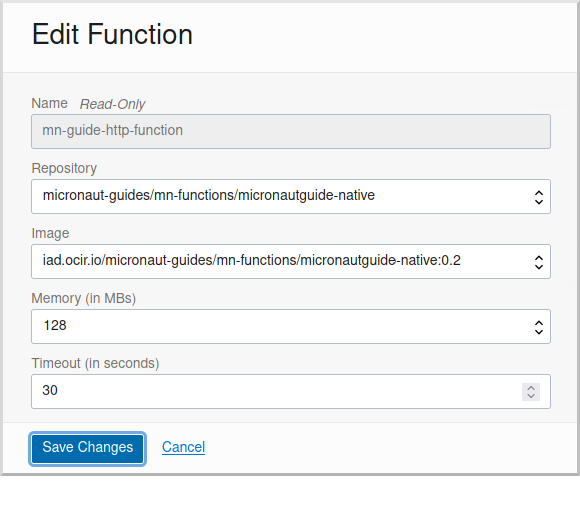 Edit Function
Name Read-Only
mn-guide-http-function
Repository
micronaut-guides/mn-functions/micronautguide-native
Image
iad.ocir.io/micronaut-guides/mn-functions/micronautguide-native:0.2
Memory (in MBs)
128
Timeout (in seconds)
30
Save Changes Cancel